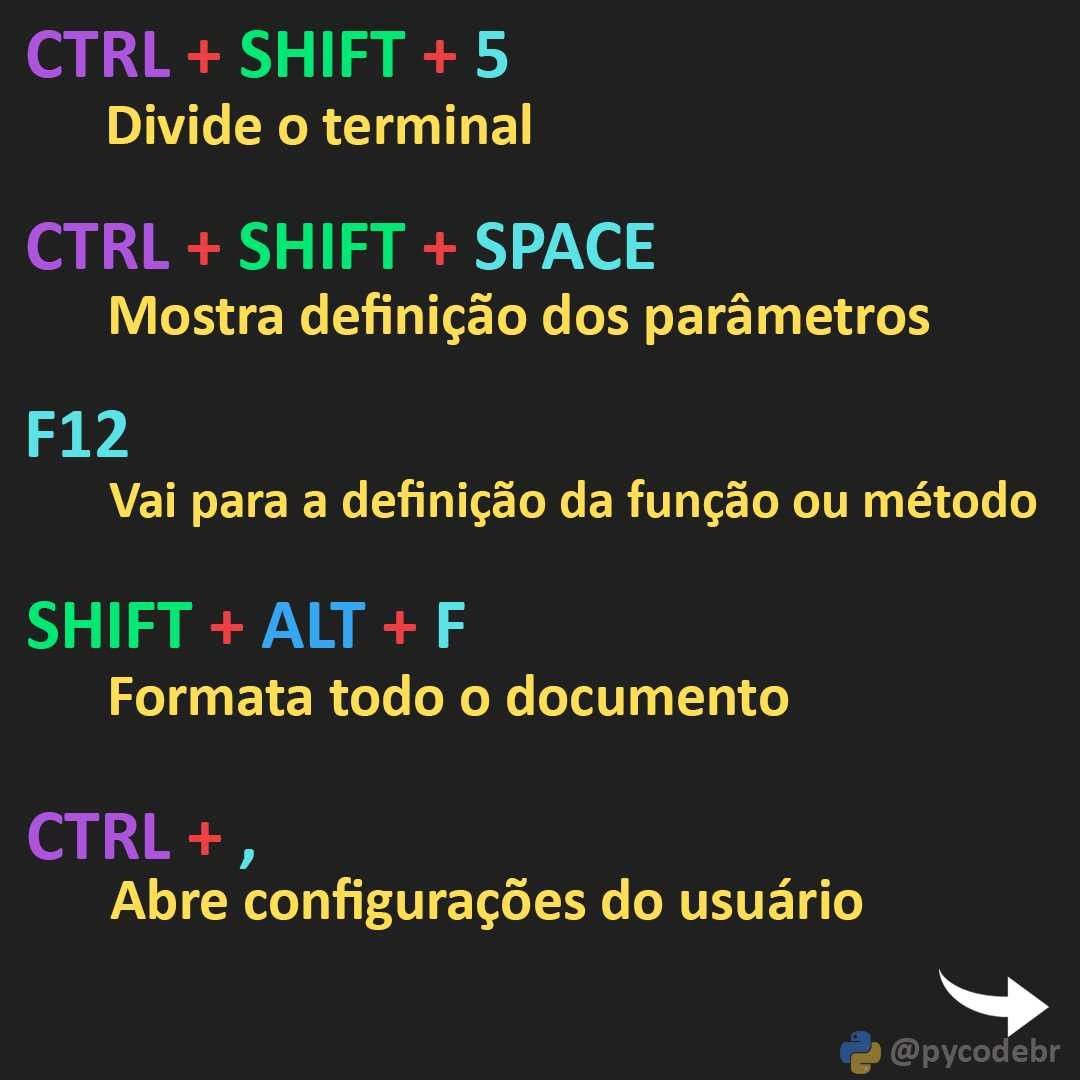 CTRL + SHIFT + 5
Divide o terminal
CTRL + SHIFT + SPACE
Mostra definição dos parâmetros
F12
Vai para a definição da função ou método
SHIFT + ALT + F
Formata todo o documento
CTRL + ,
Abre configurações do usuário
@pycodebr